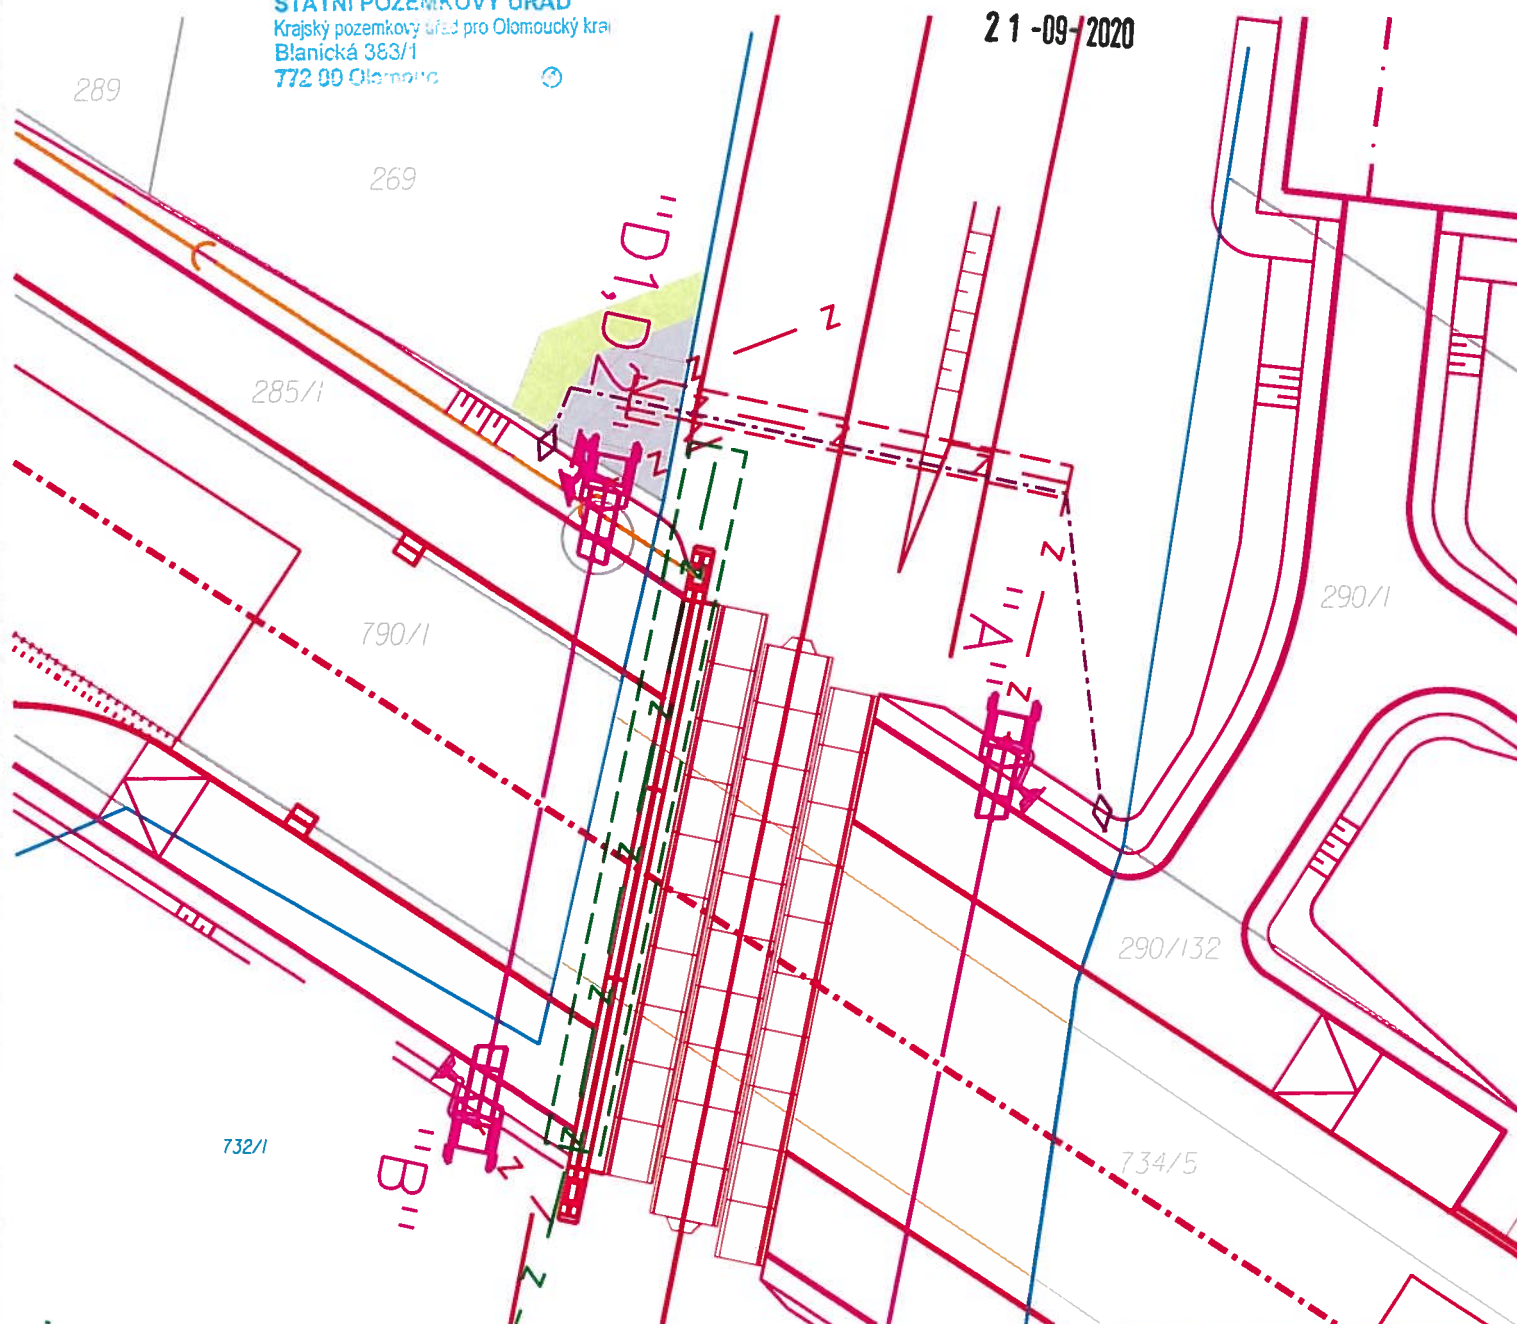 STÁTNÍ POZEMKOVÝ ÚŘAD
Krajský pozemkový úřad pro Olomoucký kraj
Blanická 383/1
772 00 Olomouc
21 -09- 2020
289
269
"D1, D2"
z
285/1
z
z
z
z
290/1
790/1
"A"
z
z
z
z
z
290/132
732/1
734/5
"B"
z
z